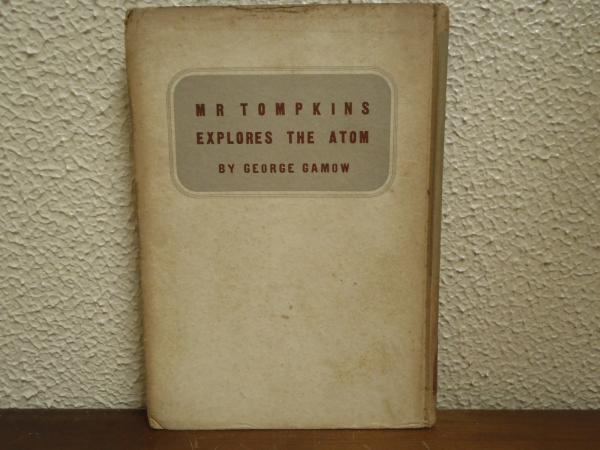 MR TOMPKINS
EXPLORES THE ATOM
BY GEORGE GAMOW